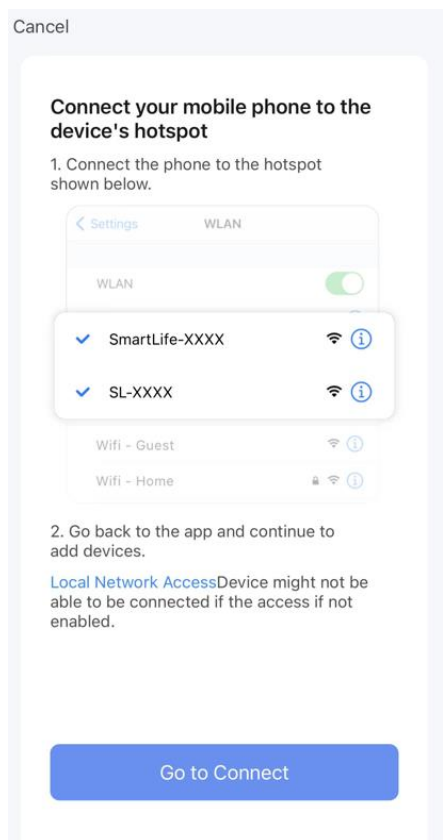 Cancel
Connect your mobile phone to the
device's hotspot
1. Connect the phone to the hotspot
shown below.
Settings WLAN
WLAN
SmartLife-XXXX
SL-XXXX
Wifi - Guest
Wifi - Home
2. Go back to the app and continue to
add devices.
Local Network AccessDevice might not be
able to be connected if the access if not
enabled.
Go to Connect